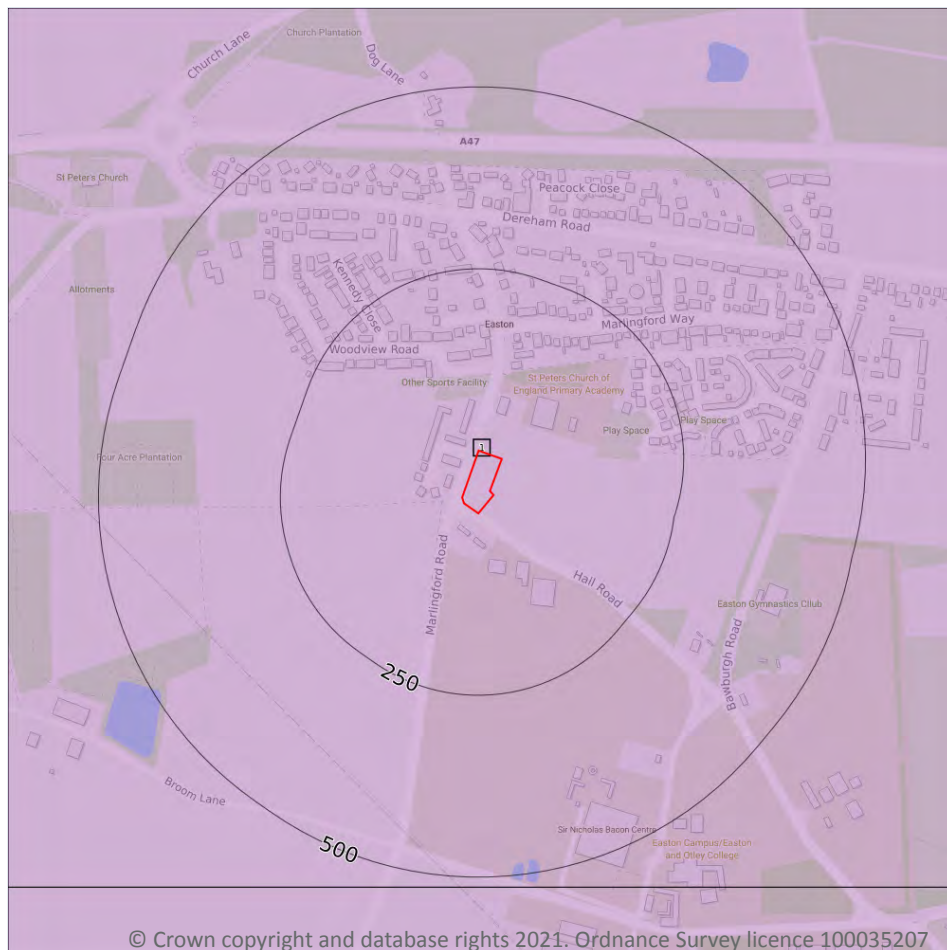 Church Plantation
Church Lane
Dog Lane
A47
St Peter's Church
Peacock Close
Dereham Road
Allotments
Kennedy Close
Easton
Marlingford Way
Woodview Road
Other Sports Facility
St Peters Church of
England Primary Academy
Play Space
Play Space
1
Four Acre Plantation
Marlingford Road
Hall Road
Easton Gymnastics Cllub
Bawburgh Road
250
Broom Lane
Sir Nicholas Bacon Centre
Easton Campus/Easton
and Otley College
500
© Crown copyright and database rights 2021. Ordnance Survey licence 100035207